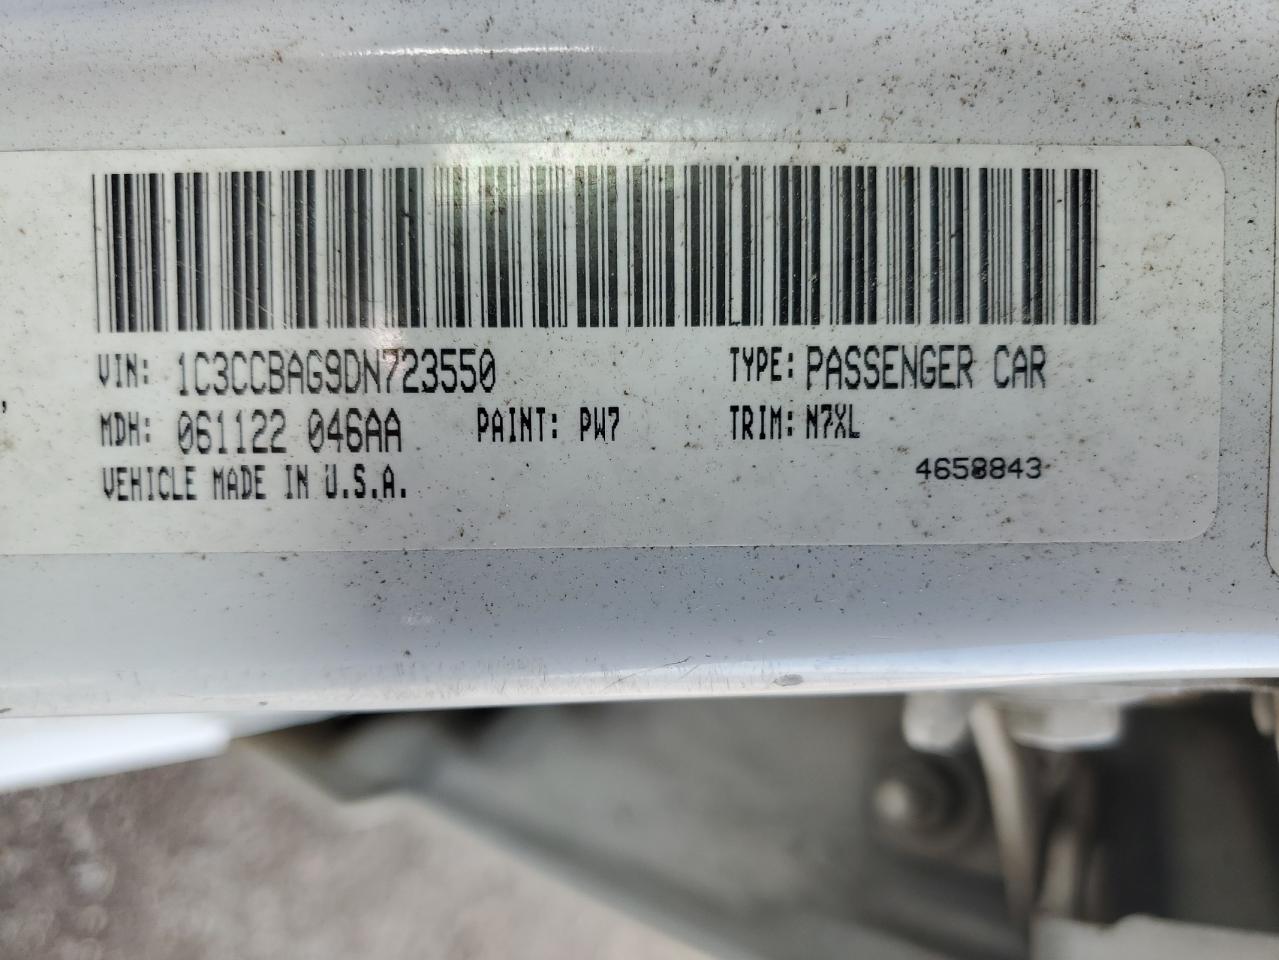 VIN: 1C3CCBAG9DN723550 TYPE: PASSENGER CAR
MDH: 061122 046AA PAINT: PW7 TRIM: N7XL
VEHICLE MADE IN U.S.A. 4658843